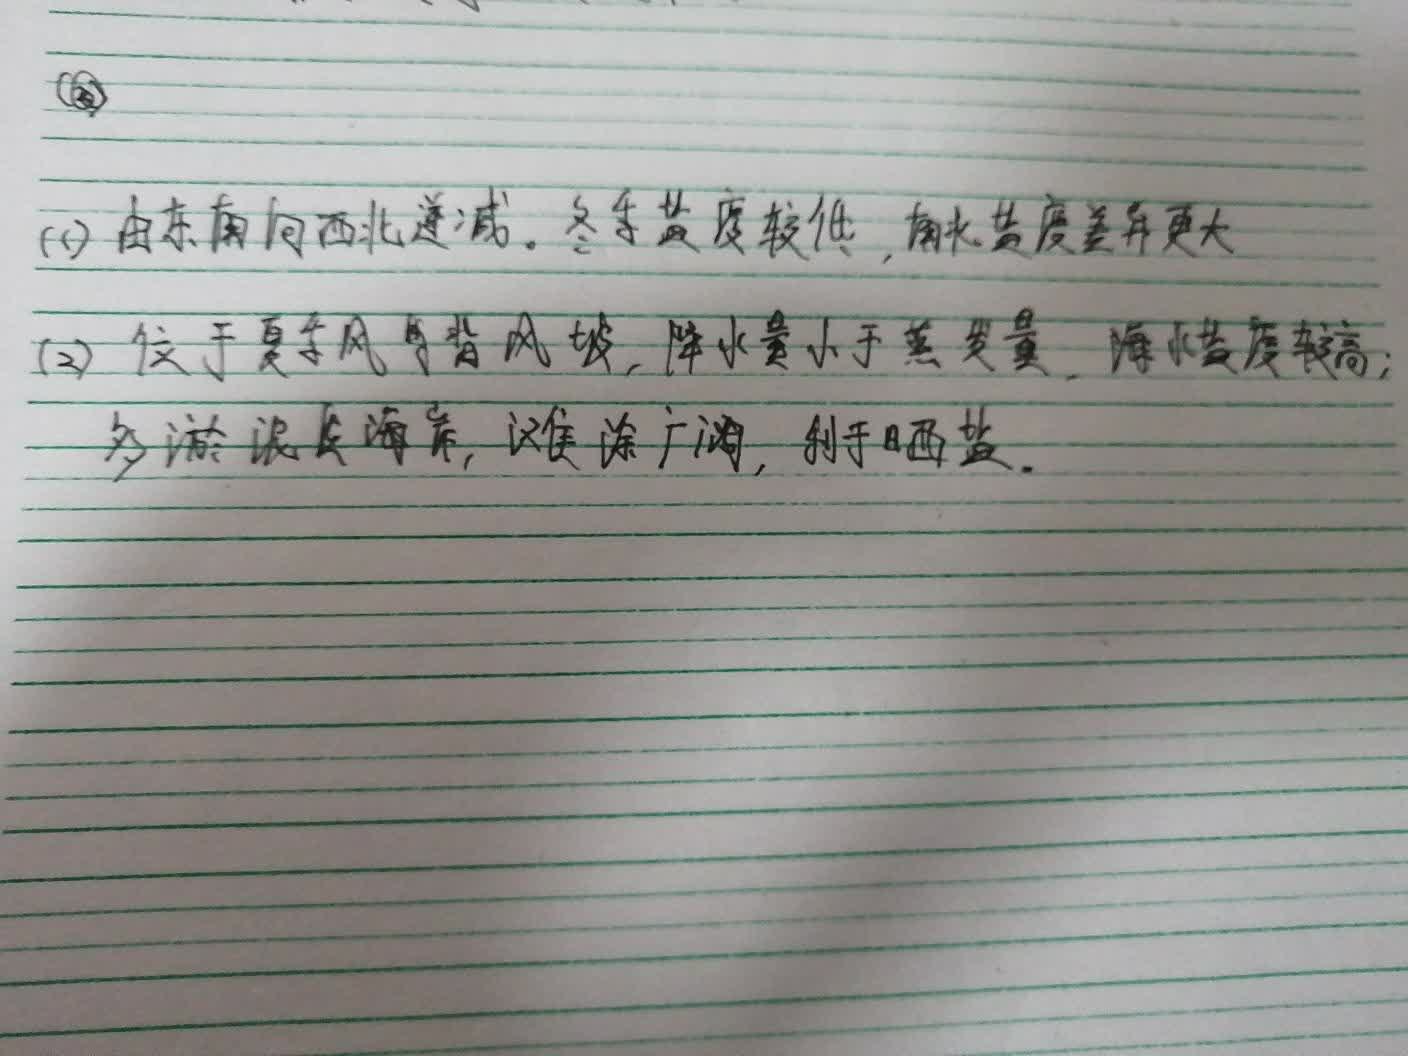 (1) 由东南向西北递减。冬季盐度较低,南北盐度差异更大
(2) 位于夏季风的背风坡,降水量小于蒸发量,海水盐度较高;
多淤泥质海岸,滩涂广阔,利于晒盐。